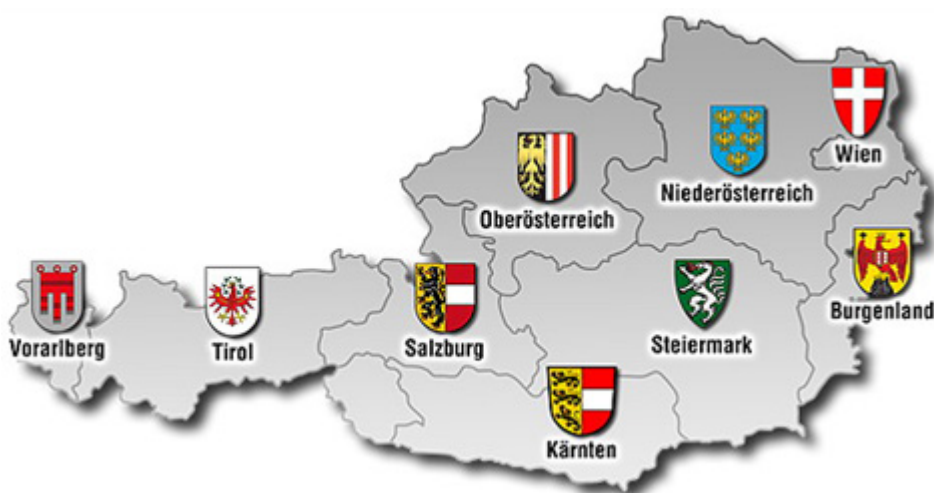 Wien
Niederösterreich
Oberösterreich
Burgenland
Vorarlberg
Tirol
Salzburg
Steiermark
Kärnten